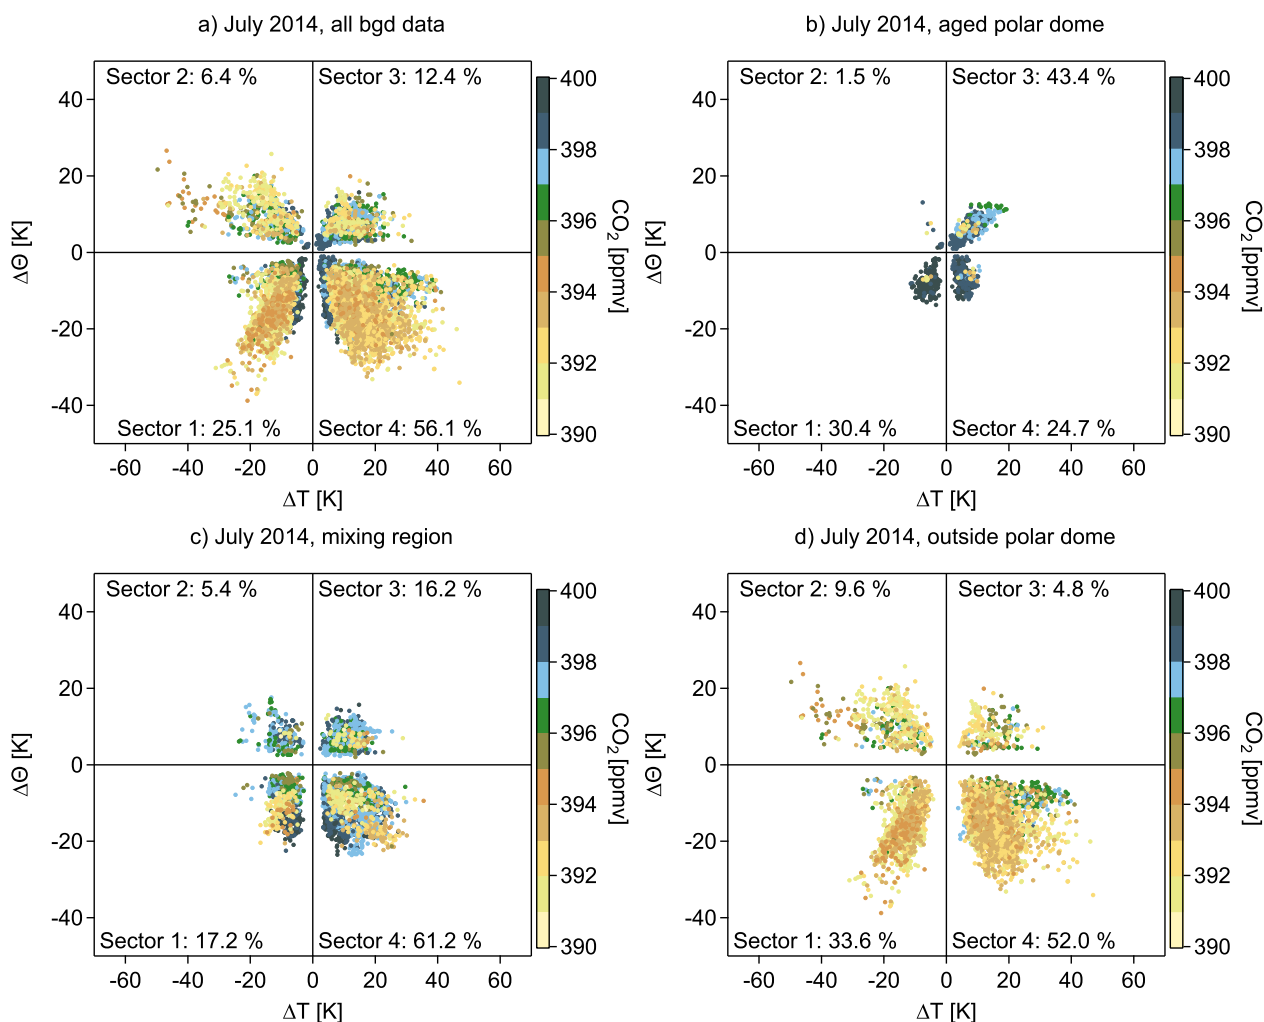 a) July 2014, all bgd data
Sector 2: 6.4 %
Sector 3: 12.4 %
Sector 1: 25.1 %
Sector 4: 56.1 %
40
20
0
-20
-40
-60
-40
-20
0
20
40
60
ΔΘ [K]
ΔT [K]
400
398
396
394
392
390
CO2 [ppmv]
b) July 2014, aged polar dome
Sector 2: 1.5 %
Sector 3: 43.4 %
Sector 1: 30.4 %
Sector 4: 24.7 %
40
20
0
-20
-40
-60
-40
-20
0
20
40
60
ΔΘ [K]
ΔT [K]
400
398
396
394
392
390
CO2 [ppmv]
c) July 2014, mixing region
Sector 2: 5.4 %
Sector 3: 16.2 %
Sector 1: 17.2 %
Sector 4: 61.2 %
40
20
0
-20
-40
-60
-40
-20
0
20
40
60
ΔΘ [K]
ΔT [K]
400
398
396
394
392
390
CO2 [ppmv]
d) July 2014, outside polar dome
Sector 2: 9.6 %
Sector 3: 4.8 %
Sector 1: 33.6 %
Sector 4: 52.0 %
40
20
0
-20
-40
-60
-40
-20
0
20
40
60
ΔΘ [K]
ΔT [K]
400
398
396
394
392
390
CO2 [ppmv]